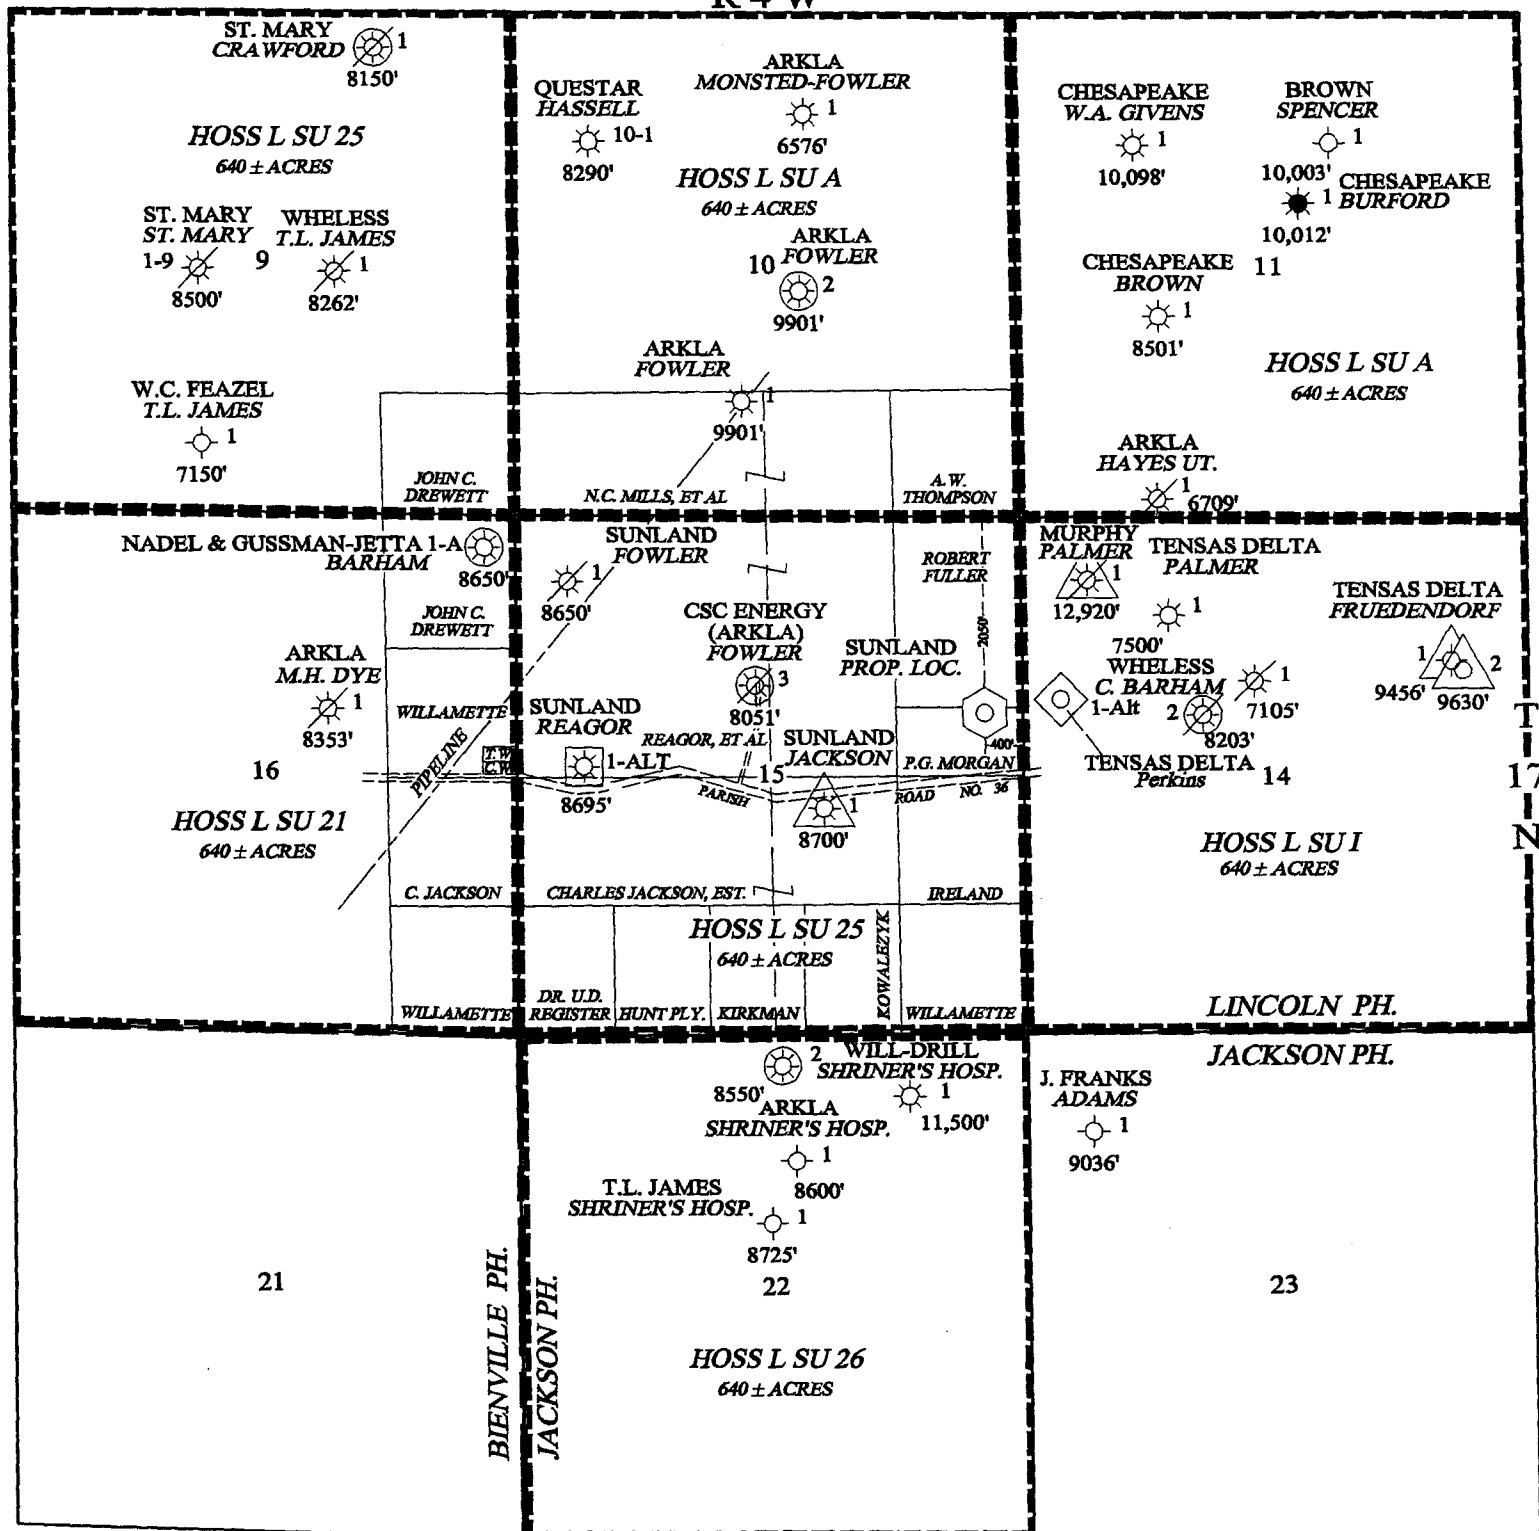 R 4 W
ST. MARY
CRAWFORD
1
8150'
HOSS L SU 25
640 ± ACRES
ST. MARY
ST. MARY
1-9
8500'
9
WHELESS
T.L. JAMES
1
8262'
W.C. FEAZEL
T.L. JAMES
1
7150'
JOHN C.
DREWETT
QUESTAR
HASSELL
10-1
8290'
ARKLA
MONSTED-FOWLER
1
6576'
HOSS L SU A
640 ± ACRES
ARKLA
FOWLER
10
2
9901'
ARKLA
FOWLER
1
9901'
N.C. MILLS, ET AL
A.W.
THOMPSON
CHESAPEAKE
W.A. GIVENS
1
10,098'
BROWN
SPENCER
1
10,003'
CHESAPEAKE
BURFORD
1
10,012'
CHESAPEAKE
BROWN
1
8501'
11
HOSS L SU A
640 ± ACRES
ARKLA
HAYES UT.
1
6709'
NADEL & GUSSMAN-JETTA 1-A
BARHAM
8650'
JOHN C.
DREWETT
ARKLA
M.H. DYE
1
8353'
WILLAMETTE
T.W.
C.W.
PIPELINE
16
HOSS L SU 21
640 ± ACRES
C. JACKSON
WILLAMETTE
SUNLAND
FOWLER
1
8650'
CSC ENERGY
(ARKLA)
FOWLER
3
8051'
ROBERT
FULLER
2050'
SUNLAND
PROP. LOC.
400'
SUNLAND
REAGOR
1-ALT
8695'
REAGOR, ET AL
SUNLAND
JACKSON
1
8700'
15
P.G. MORGAN
PARISH
ROAD
NO. 36
CHARLES JACKSON, EST.
IRELAND
HOSS L SU 25
640 ± ACRES
KOWALEZYK
DR. U.D.
REGISTER
HUNT PLY.
KIRKMAN
WILLAMETTE
MURPHY
PALMER
1
12,920'
TENSAS DELTA
PALMER
1
7500'
TENSAS DELTA
FRUEDENDORF
1
9456'
2
9630'
WHELESS
C. BARHAM
1
7105'
2
8203'
1-Alt
TENSAS DELTA
Perkins
14
HOSS L SU I
640 ± ACRES
T
17
N
LINCOLN PH.
JACKSON PH.
2
8550'
WILL-DRILL
SHRINER'S HOSP.
1
11,500'
ARKLA
SHRINER'S HOSP.
1
8600'
T.L. JAMES
SHRINER'S HOSP.
1
8725'
J. FRANKS
ADAMS
1
9036'
21
BIENVILLE PH.
JACKSON PH.
22
HOSS L SU 26
640 ± ACRES
23